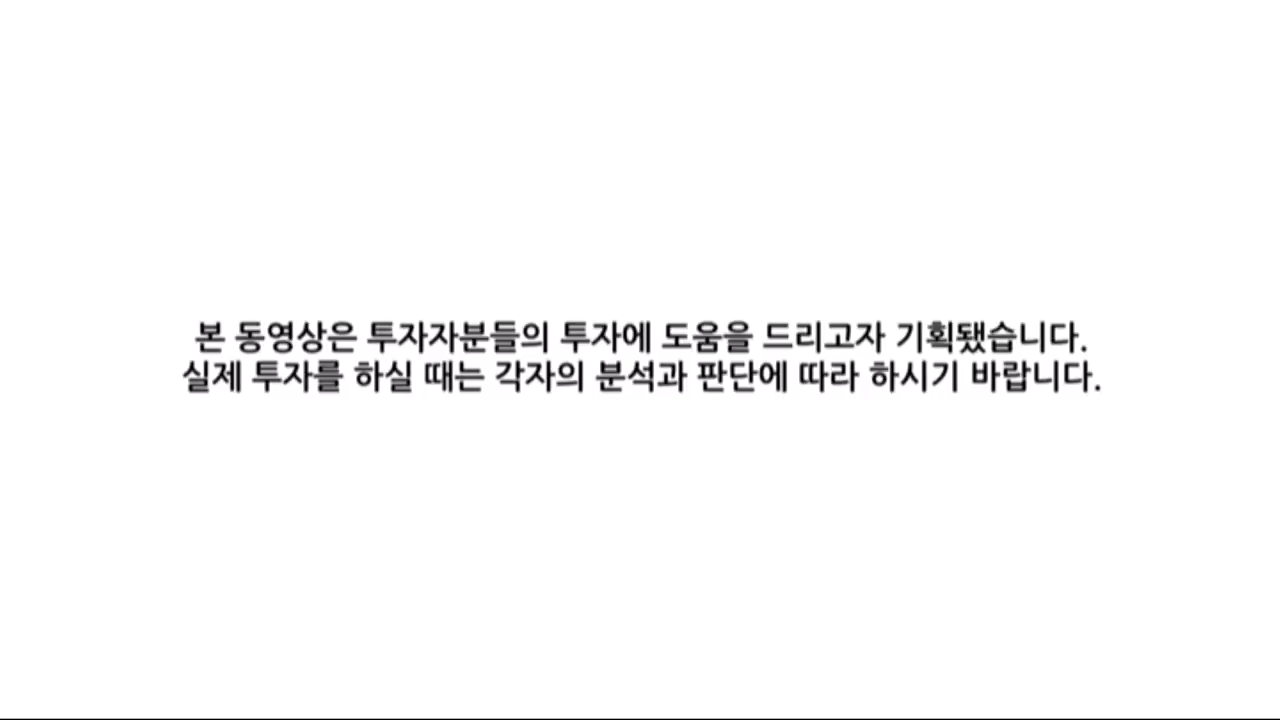 본 동영상은 투자자분들의 투자에 도움을 드리고자 기획됐습니다.
실제 투자를 하실 때는 각자의 분석과 판단에 따라 하시기 바랍니다.